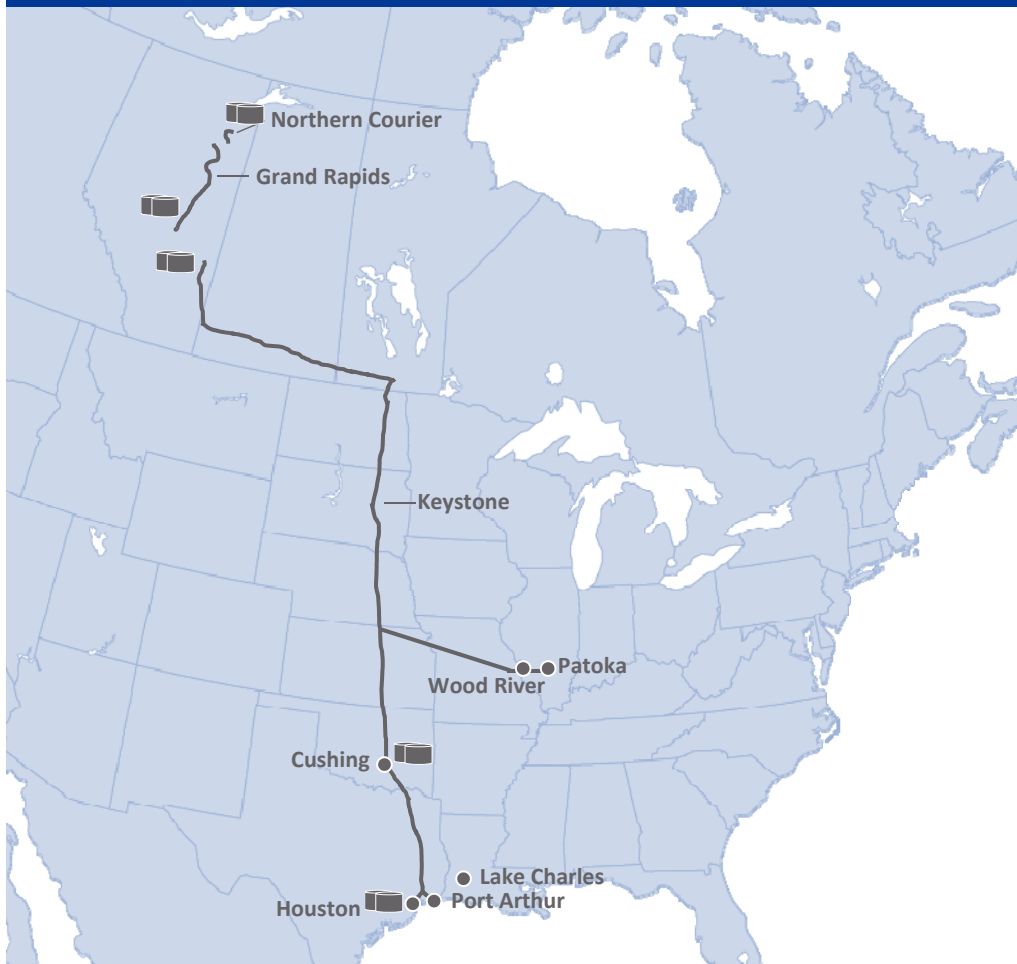 Northern Courier
Grand Rapids
Keystone
Patoka
Wood River
Cushing
Lake Charles
Port Arthur
Houston